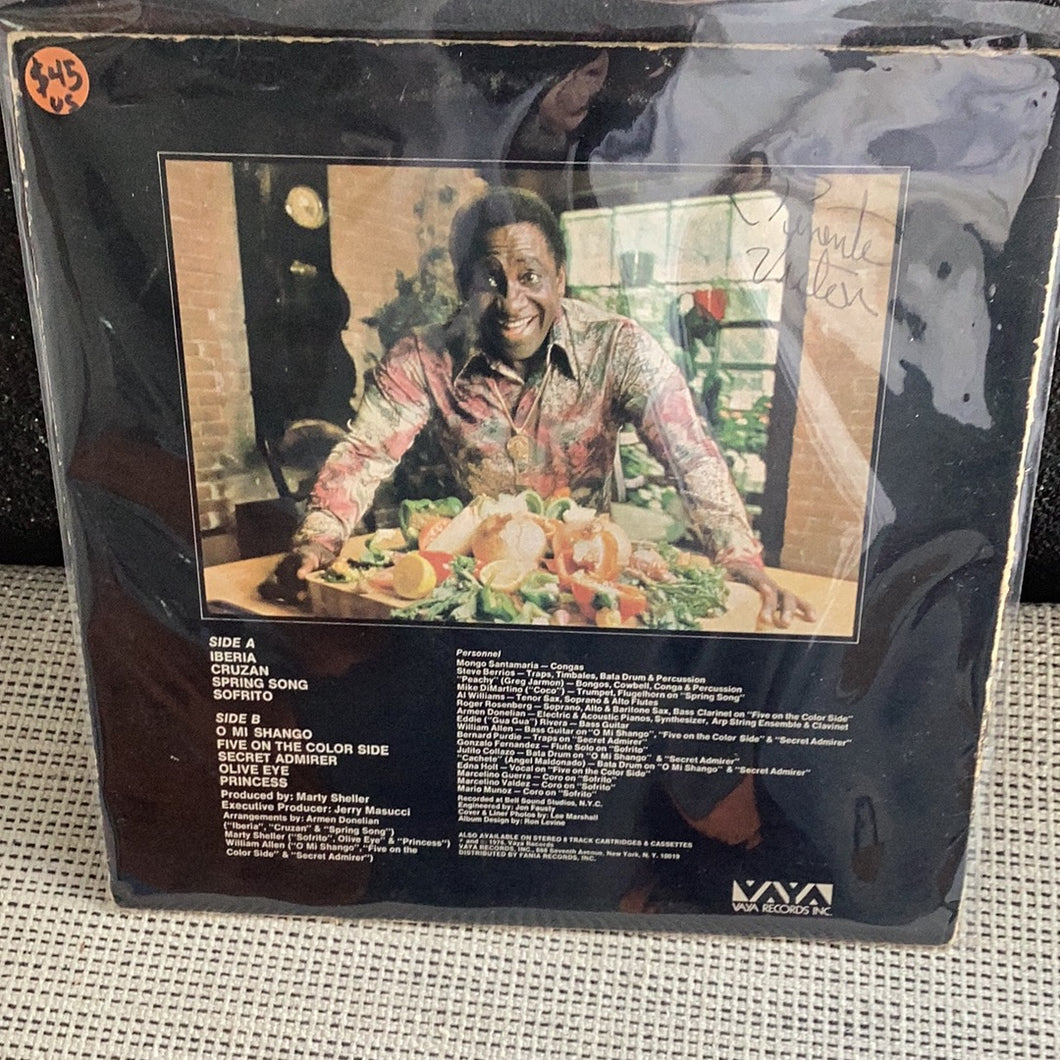 $45
US
Puente
Victor
SIDE A
IBERIA
CRUZAN
SPRING SONG
SOFRITO
SIDE B
O MI SHANGO
FIVE ON THE COLOR SIDE
SECRET ADMIRER
OLIVE EYE
PRINCESS
Produced by: Marty Sheller
Executive Producer: Jerry Masucci
Arrangements by: Armen Donelian
("Iberia", "Cruzan" & "Spring Song")
Marty Sheller ("Sofrito", Olive Eye" & "Princess")
William Allen ("O Mi Shango", "Five on the
Color Side" & "Secret Admirer")
Personnel
Mongo Santamaria – Congas
Steve Berrios – Traps, Timbales, Bata Drum & Percussion
"Peachy" (Greg Jarmon) – Bongos, Cowbell, Conga & Percussion
Mike DiMartino ("Coco") – Trumpet, Flugelhorn on "Spring Song"
Al Williams – Tenor Sax, Soprano & Alto Flutes
Roger Rosenberg – Soprano, Alto & Baritone Sax, Bass Clarinet on "Five on the Color Side"
Armen Donelian – Electric & Acoustic Pianos, Synthesizer, Arp String Ensemble & Clavinet
Eddie ("Gua Gua") Rivera – Bass Guitar
William Allen – Bass Guitar on "O Mi Shango", "Five on the Color Side" & "Secret Admirer"
Bernard Purdie – Traps on "Secret Admirer"
Gonzalo Fernandez – Flute Solo on "Sofrito"
Julito Collazo – Bata Drum on "O Mi Shango" & "Secret Admirer"
"Cachete" (Angel Maldonado) – Bata Drum on "O Mi Shango" & "Secret Admirer"
Edna Holt – Vocal on "Five on the Color Side"
Marcelino Guerra – Coro on "Sofrito"
Marcelino Valdez – Coro on "Sofrito"
Mario Munoz – Coro on "Sofrito"
Recorded at Bell Sound Studios, N.Y.C.
Engineered by: Jon Fausty
Cover & Liner Photos by: Lee Marshall
Album Design by: Ron Levine
ALSO AVAILABLE ON STEREO 8 TRACK CARTRIDGES & CASSETTES
and © 1976, Vaya Records
VAYA RECORDS, INC., 888 Seventh Avenue, New York, N. Y. 10019
DISTRIBUTED BY FANIA RECORDS, INC.
VAYA
VAYA RECORDS INC.